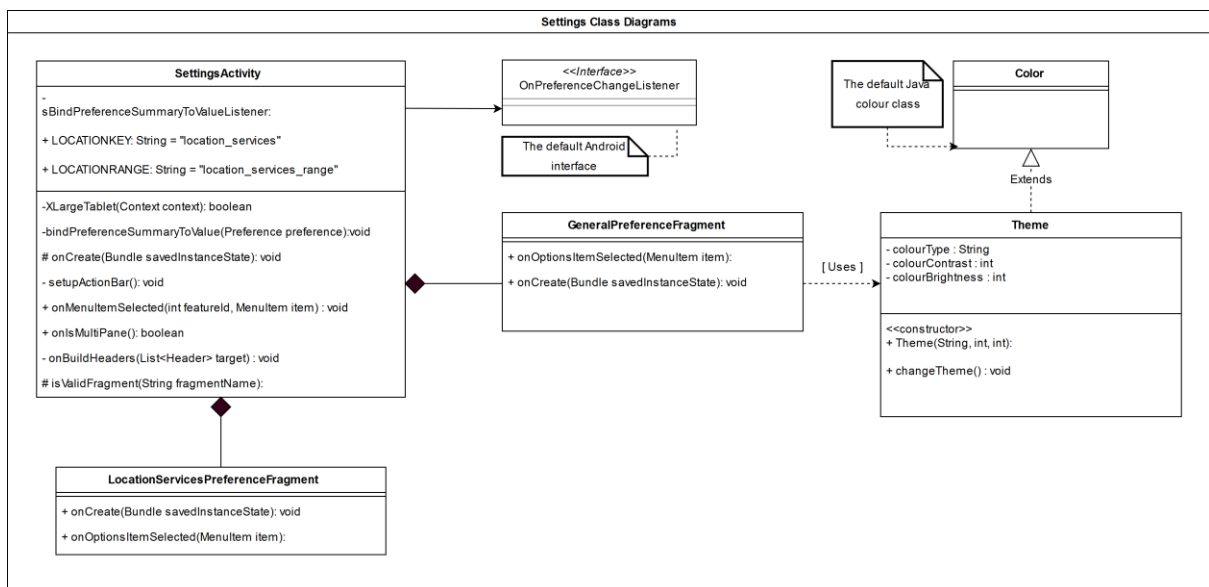 Settings Class Diagrams
SettingsActivity
-
sBindPreferenceSummaryToValueListener:
+ LOCATIONKEY: String = "location_services"
+ LOCATIONRANGE: String = "location_services_range"
-XLargeTablet(Context context): boolean
-bindPreferenceSummaryToValue(Preference preference):void
# onCreate(Bundle savedInstanceState): void
- setupActionBar(): void
+ onMenuItemSelected(int featureId, MenuItem item) : void
+ onIsMultiPane(): boolean
- onBuildHeaders(List<Header> target) : void
# isValidFragment(String fragmentName):
<<Interface>>
OnPreferenceChangeListener
The default Android
interface
The default Java
colour class
Color
Extends
GeneralPreferenceFragment
+ onOptionsItemSelected(MenuItem item):
+ onCreate(Bundle savedInstanceState): void
[ Uses ]
Theme
- colourType : String
- colourContrast : int
- colourBrightness : int
<<constructor>>
+ Theme(String, int, int):
+ changeTheme() : void
LocationServicesPreferenceFragment
+ onCreate(Bundle savedInstanceState): void
+ onOptionsItemSelected(MenuItem item):